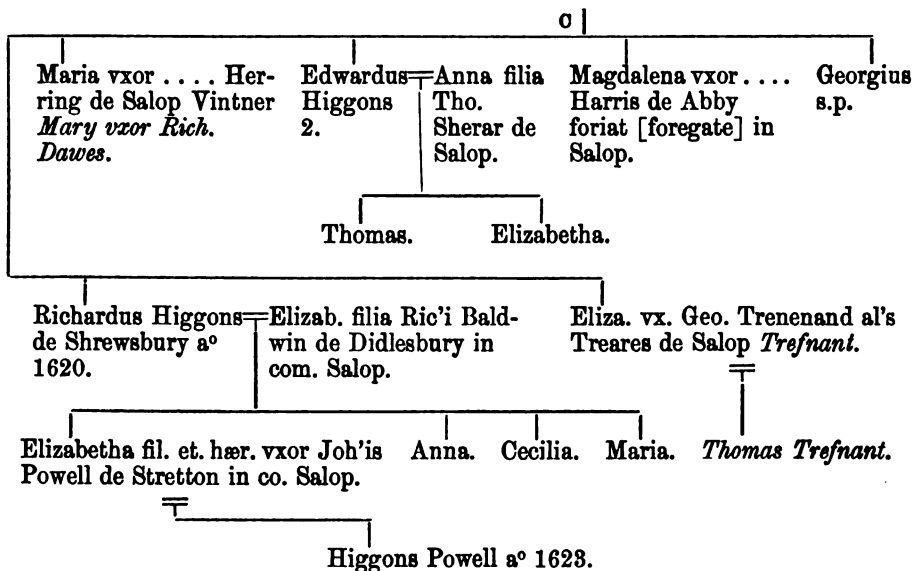 a
Maria vxor .... Her-
ring de Salop Vintner
Mary vxor Rich.
Dawes.
Edwardus
Higgons
2.
Anna filia
Tho.
Sherar de
Salop.
Magdalena vxor ....
Harris de Abby
foriat [foregate] in
Salop.
Georgius
s.p.
Thomas.
Elizabetha.
Richardus Higgons
de Shrewsbury aº
1620.
Elizab. filia Ric'i Bald-
win de Didlesbury in
com. Salop.
Eliza. vx. Geo. Trenenand al's
Treares de Salop Trefnant.
Elizabetha fil. et. hær. vxor Joh'is
Powell de Stretton in co. Salop.
Anna.
Cecilia.
Maria.
Thomas Trefnant.
Higgons Powell aº 1623.